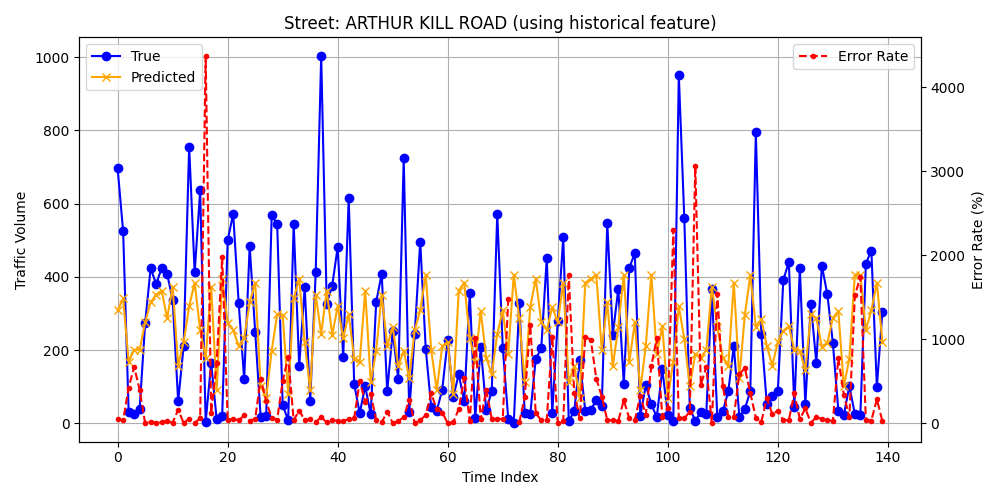 Street: ARTHUR KILL ROAD (using historical feature)
True
Predicted
Error Rate
Traffic Volume
1000
800
600
400
200
0
Error Rate (%)
4000
3000
2000
1000
0
0 20 40 60 80 100 120 140
Time Index